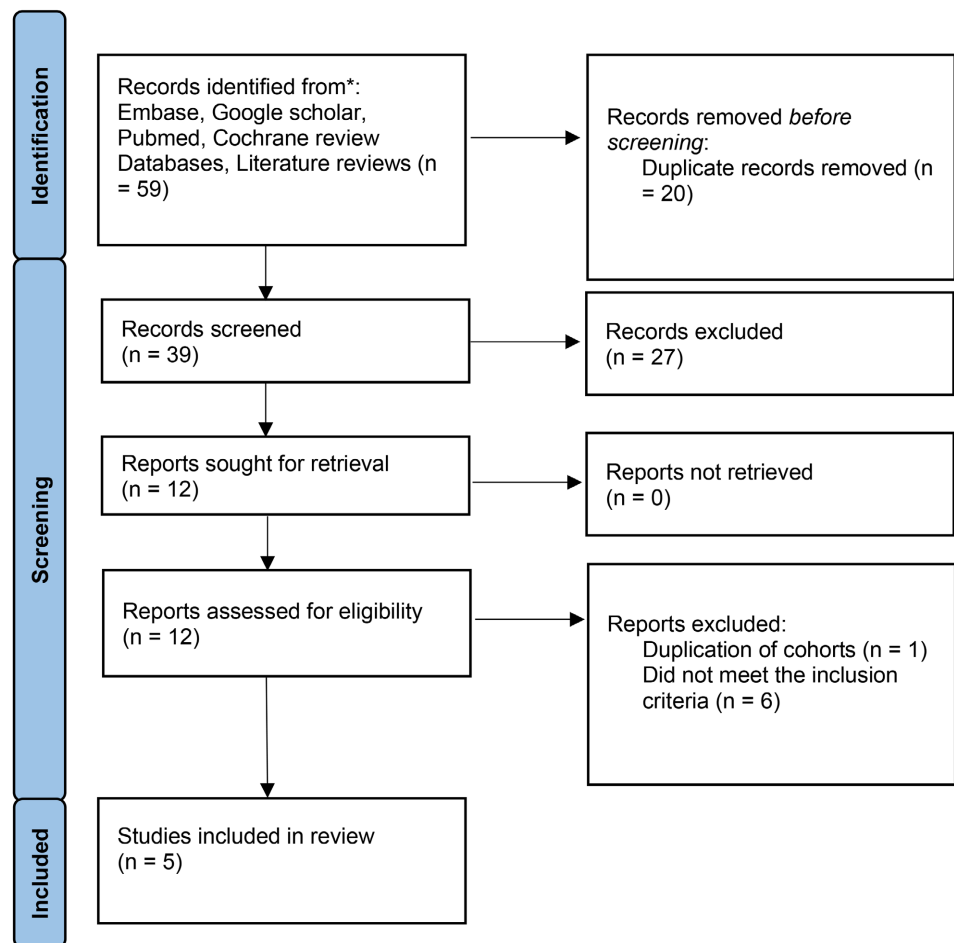 Identification
Records identified from*:
Embase, Google scholar,
Pubmed, Cochrane review
Databases, Literature reviews (n
= 59)
Records removed before
screening:
Duplicate records removed (n
= 20)
Screening
Records screened
(n = 39)
Records excluded
(n = 27)
Reports sought for retrieval
(n = 12)
Reports not retrieved
(n = 0)
Reports assessed for eligibility
(n = 12)
Reports excluded:
Duplication of cohorts (n = 1)
Did not meet the inclusion
criteria (n = 6)
Included
Studies included in review
(n = 5)